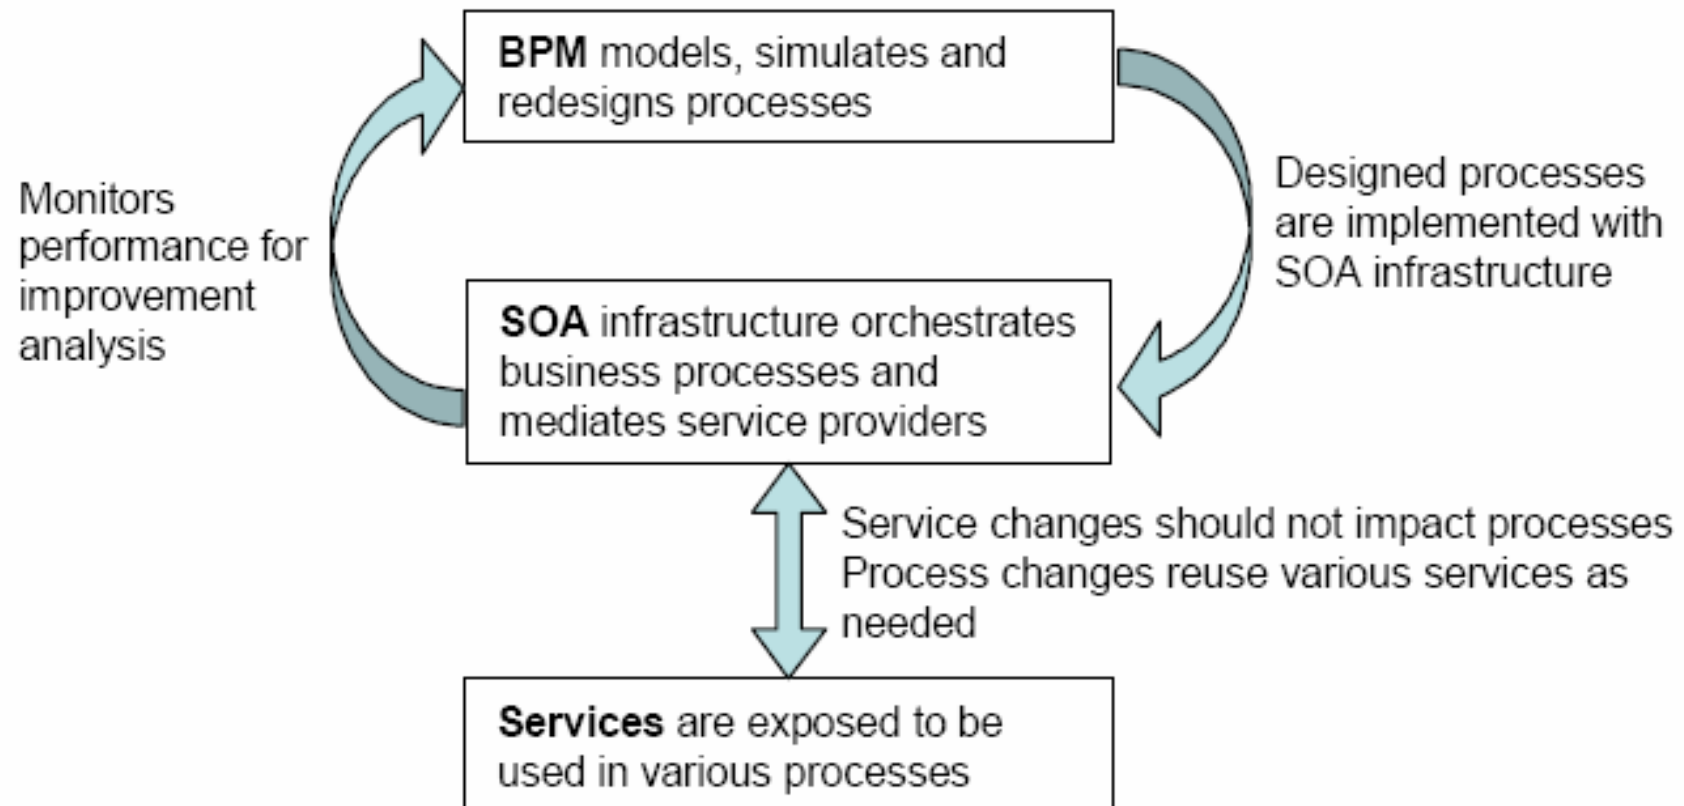 BPM models, simulates and
redesigns processes
Monitors
performance for
improvement
analysis
Designed processes
are implemented with
SOA infrastructure
SOA infrastructure orchestrates
business processes and
mediates service providers
Service changes should not impact processes
Process changes reuse various services as
needed
Services are exposed to be
used in various processes